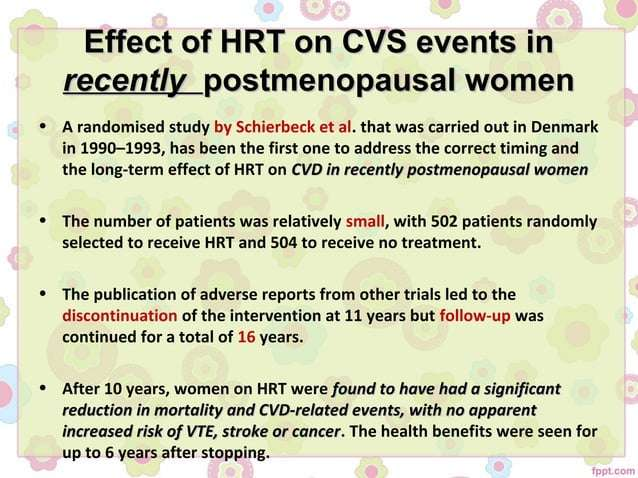 Effect of HRT on CVS events in
recently postmenopausal women
• A randomised study by Schierbeck et al. that was carried out in Denmark
in 1990–1993, has been the first one to address the correct timing and
the long-term effect of HRT on CVD in recently postmenopausal women
• The number of patients was relatively small, with 502 patients randomly
selected to receive HRT and 504 to receive no treatment.
• The publication of adverse reports from other trials led to the
discontinuation of the intervention at 11 years but follow-up was
continued for a total of 16 years.
• After 10 years, women on HRT were found to have had a significant
reduction in mortality and CVD-related events, with no apparent
increased risk of VTE, stroke or cancer. The health benefits were seen for
up to 6 years after stopping.
fppt.com